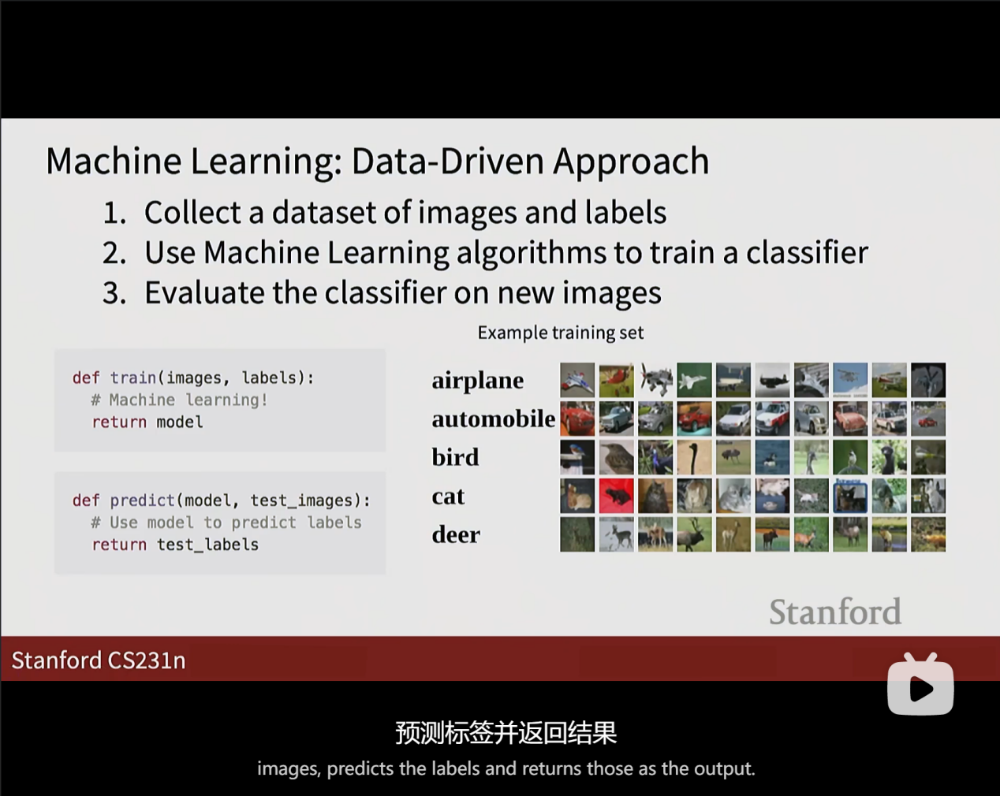 Machine Learning: Data-Driven Approach
1. Collect a dataset of images and labels
2. Use Machine Learning algorithms to train a classifier
3. Evaluate the classifier on new images
Example training set
def train(images, labels):
# Machine learning!
return model
def predict(model, test_images):
# Use model to predict labels
return test_labels
airplane
automobile
bird
cat
deer
Stanford
Stanford CS231n
预测标签并返回结果
images, predicts the labels and returns those as the output.